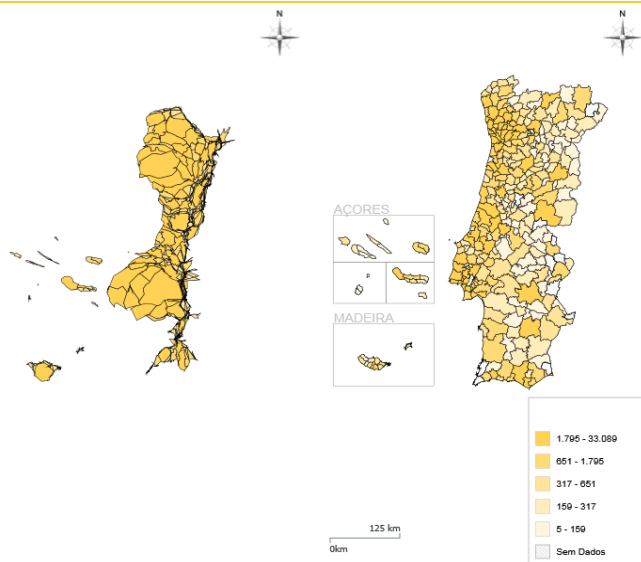 N
N
AÇORES
MADEIRA
1.795 - 33.089
651 - 1.795
317 - 651
159 - 317
5 - 159
Sem Dados
125 km
0km